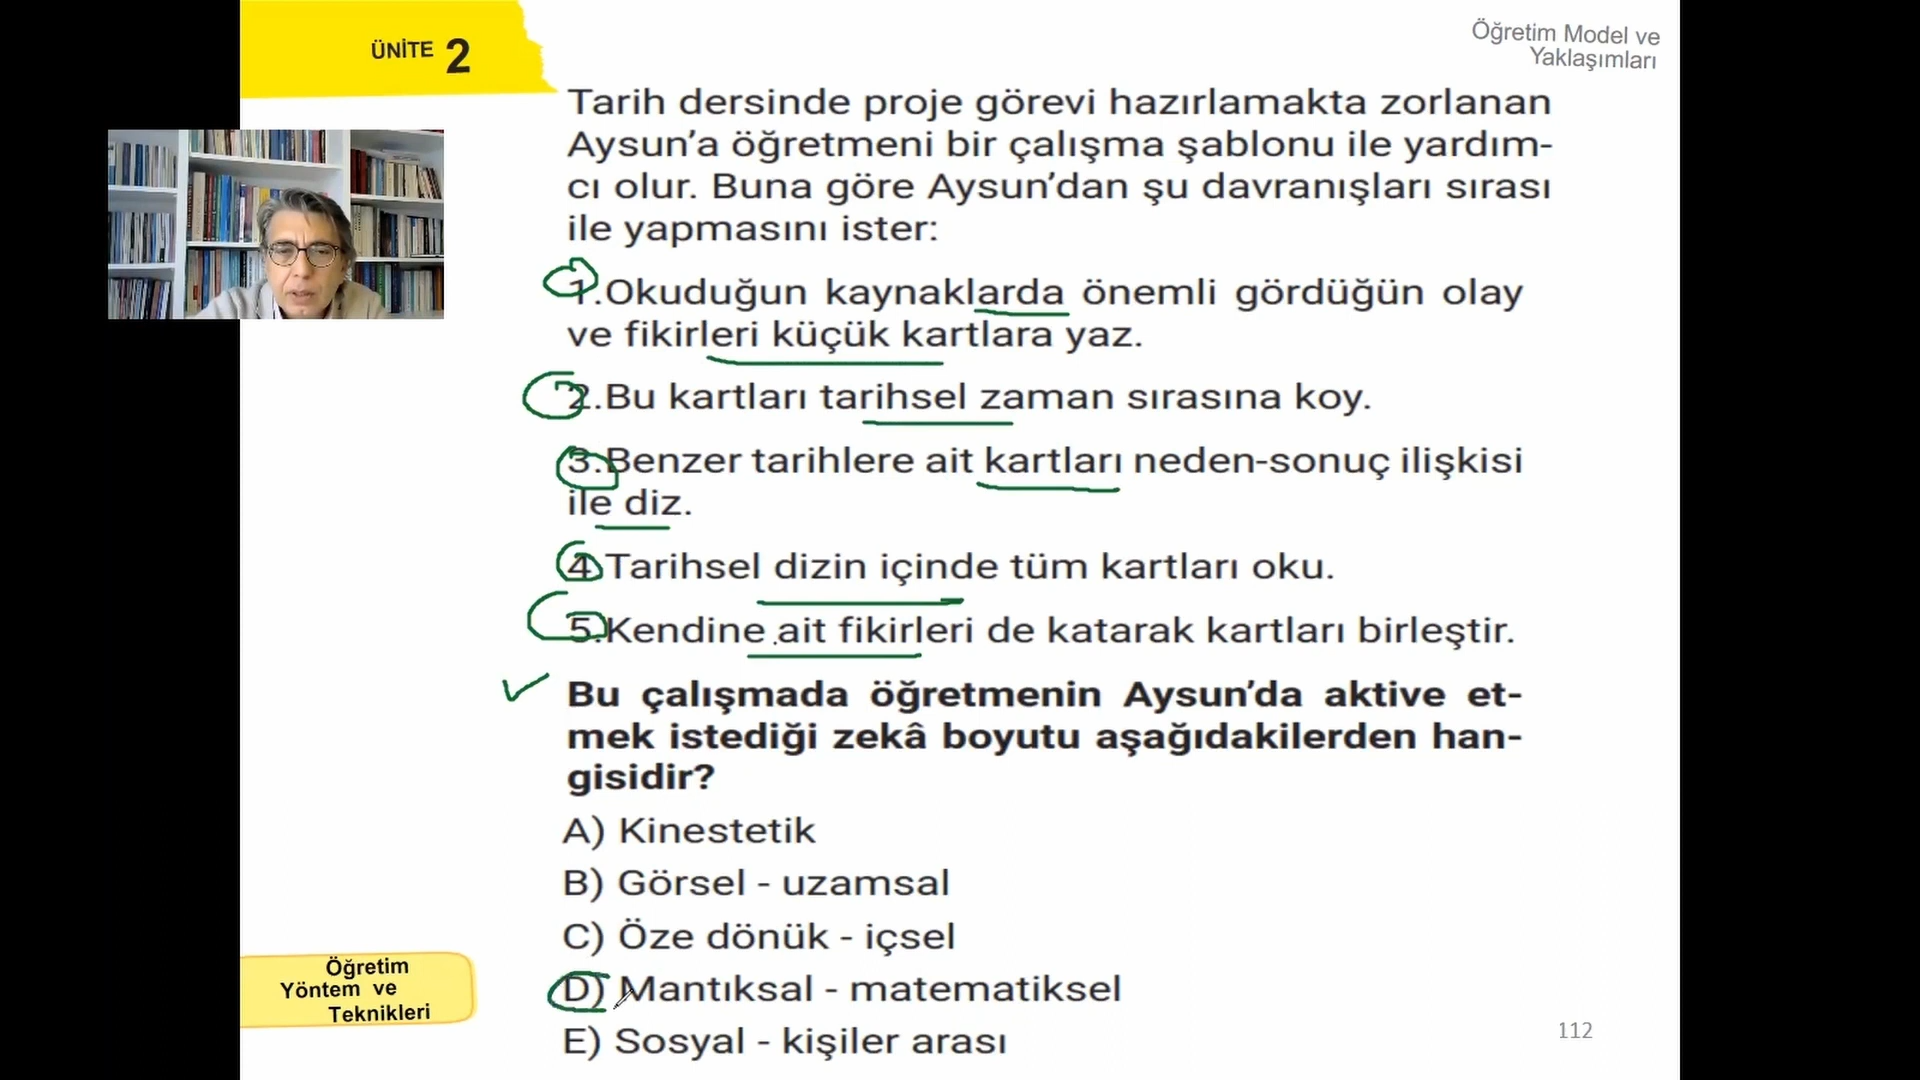 ÜNİTE 2
Öğretim Model ve
Yaklaşımları
Tarih dersinde proje görevi hazırlamakta zorlanan
Aysun’a öğretmeni bir çalışma şablonu ile yardım-
cı olur. Buna göre Aysun’dan şu davranışları sırası
ile yapmasını ister:
1.Okuduğun kaynaklarda önemli gördüğün olay
ve fikirleri küçük kartlara yaz.
2.Bu kartları tarihsel zaman sırasına koy.
3.Benzer tarihlere ait kartları neden-sonuç ilişkisi
ile diz.
4.Tarihsel dizin içinde tüm kartları oku.
5.Kendine ait fikirleri de katarak kartları birleştir.
Bu çalışmada öğretmenin Aysun’da aktive et-
mek istediği zekâ boyutu aşağıdakilerden han-
gisidir?
A) Kinestetik
B) Görsel - uzamsal
C) Öze dönük - içsel
D) Mantıksal - matematiksel
E) Sosyal - kişiler arası
Öğretim
Yöntem ve
Teknikleri
112